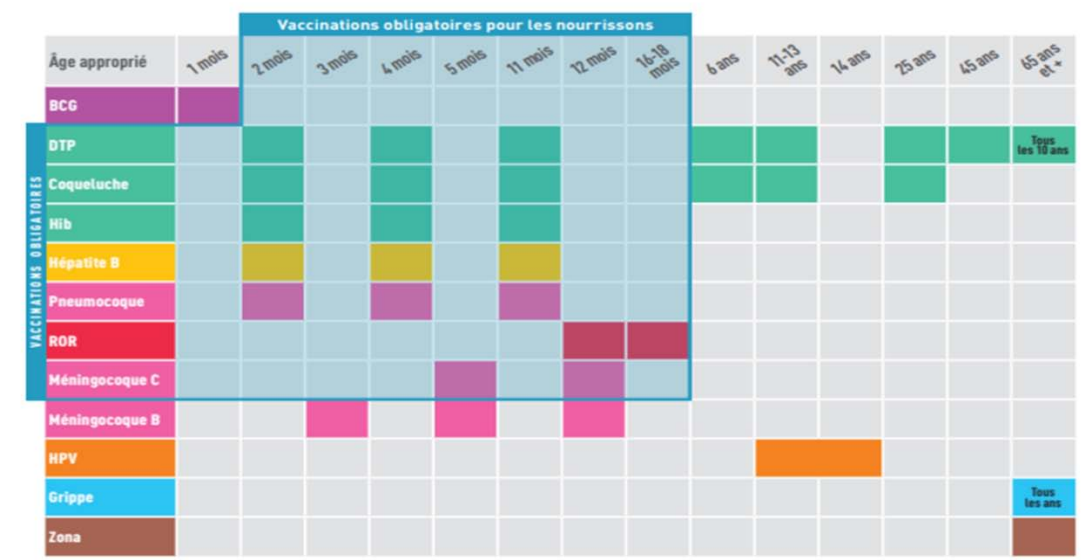 Vaccinations obligatoires pour les nourrissons
Âge approprié 1 mois 2 mois 3 mois 4 mois 5 mois 11 mois 12 mois 16-18 mois 6 ans 11-13 ans 14 ans 25 ans 45 ans 65 ans et +
BCG
VACCINATIONS OBLIGATOIRES
DTP Tous les 10 ans
Coqueluche
Hib
Hépatite B
Pneumocoque
ROR
Méningocoque C
Méningocoque B
HPV
Grippe Tous les ans
Zona